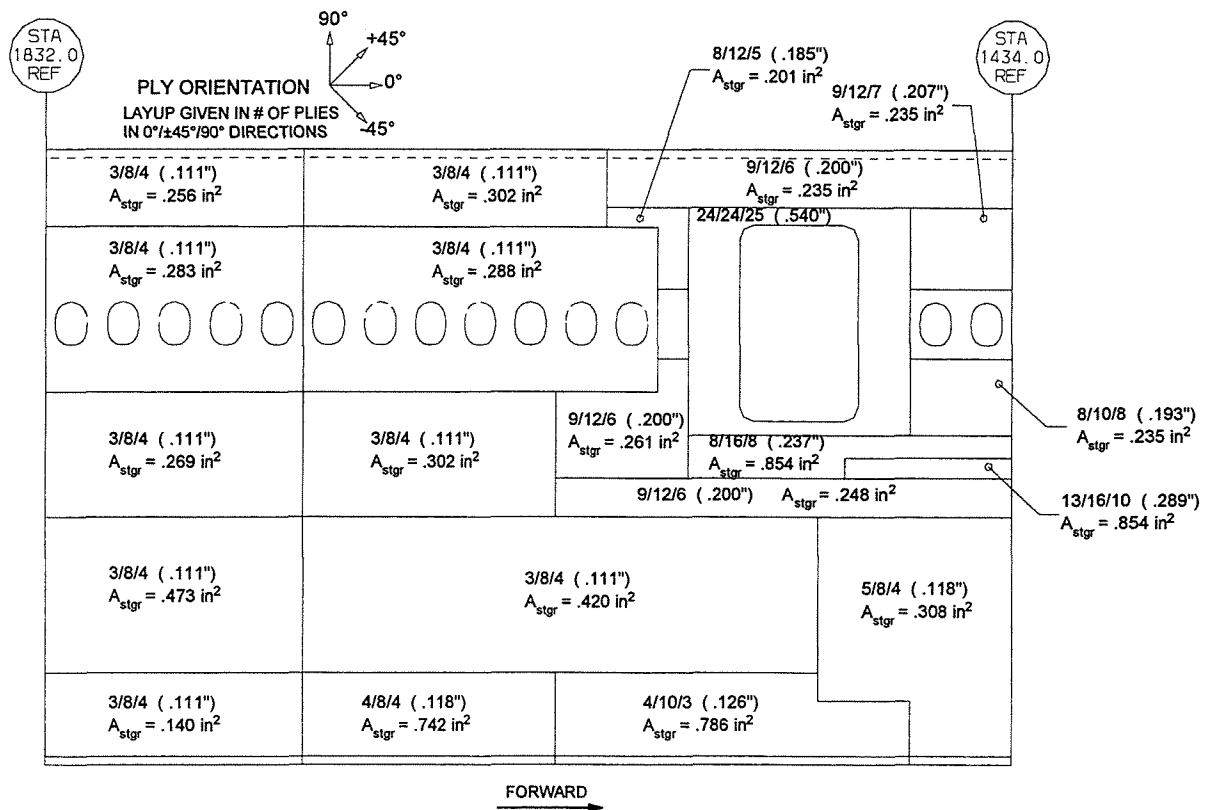 STA
1832.0
REF
90°
+45°
0°
-45°
PLY ORIENTATION
LAYUP GIVEN IN # OF PLIES
IN 0°/±45°/90° DIRECTIONS
8/12/5 ( .185")
Astgr = .201 in²
9/12/7 ( .207")
Astgr = .235 in²
STA
1434.0
REF
3/8/4 ( .111")
Astgr = .256 in²
3/8/4 ( .111")
Astgr = .302 in²
9/12/6 ( .200")
Astgr = .235 in²
24/24/25 ( .540")
3/8/4 ( .111")
Astgr = .283 in²
3/8/4 ( .111")
Astgr = .288 in²
3/8/4 ( .111")
Astgr = .269 in²
3/8/4 ( .111")
Astgr = .302 in²
9/12/6 ( .200")
Astgr = .261 in²
8/16/8 ( .237")
Astgr = .854 in²
8/10/8 ( .193")
Astgr = .235 in²
9/12/6 ( .200") Astgr = .248 in²
13/16/10 ( .289")
Astgr = .854 in²
3/8/4 ( .111")
Astgr = .473 in²
3/8/4 ( .111")
Astgr = .420 in²
5/8/4 ( .118")
Astgr = .308 in²
3/8/4 ( .111")
Astgr = .140 in²
4/8/4 ( .118")
Astgr = .742 in²
4/10/3 ( .126")
Astgr = .786 in²
FORWARD